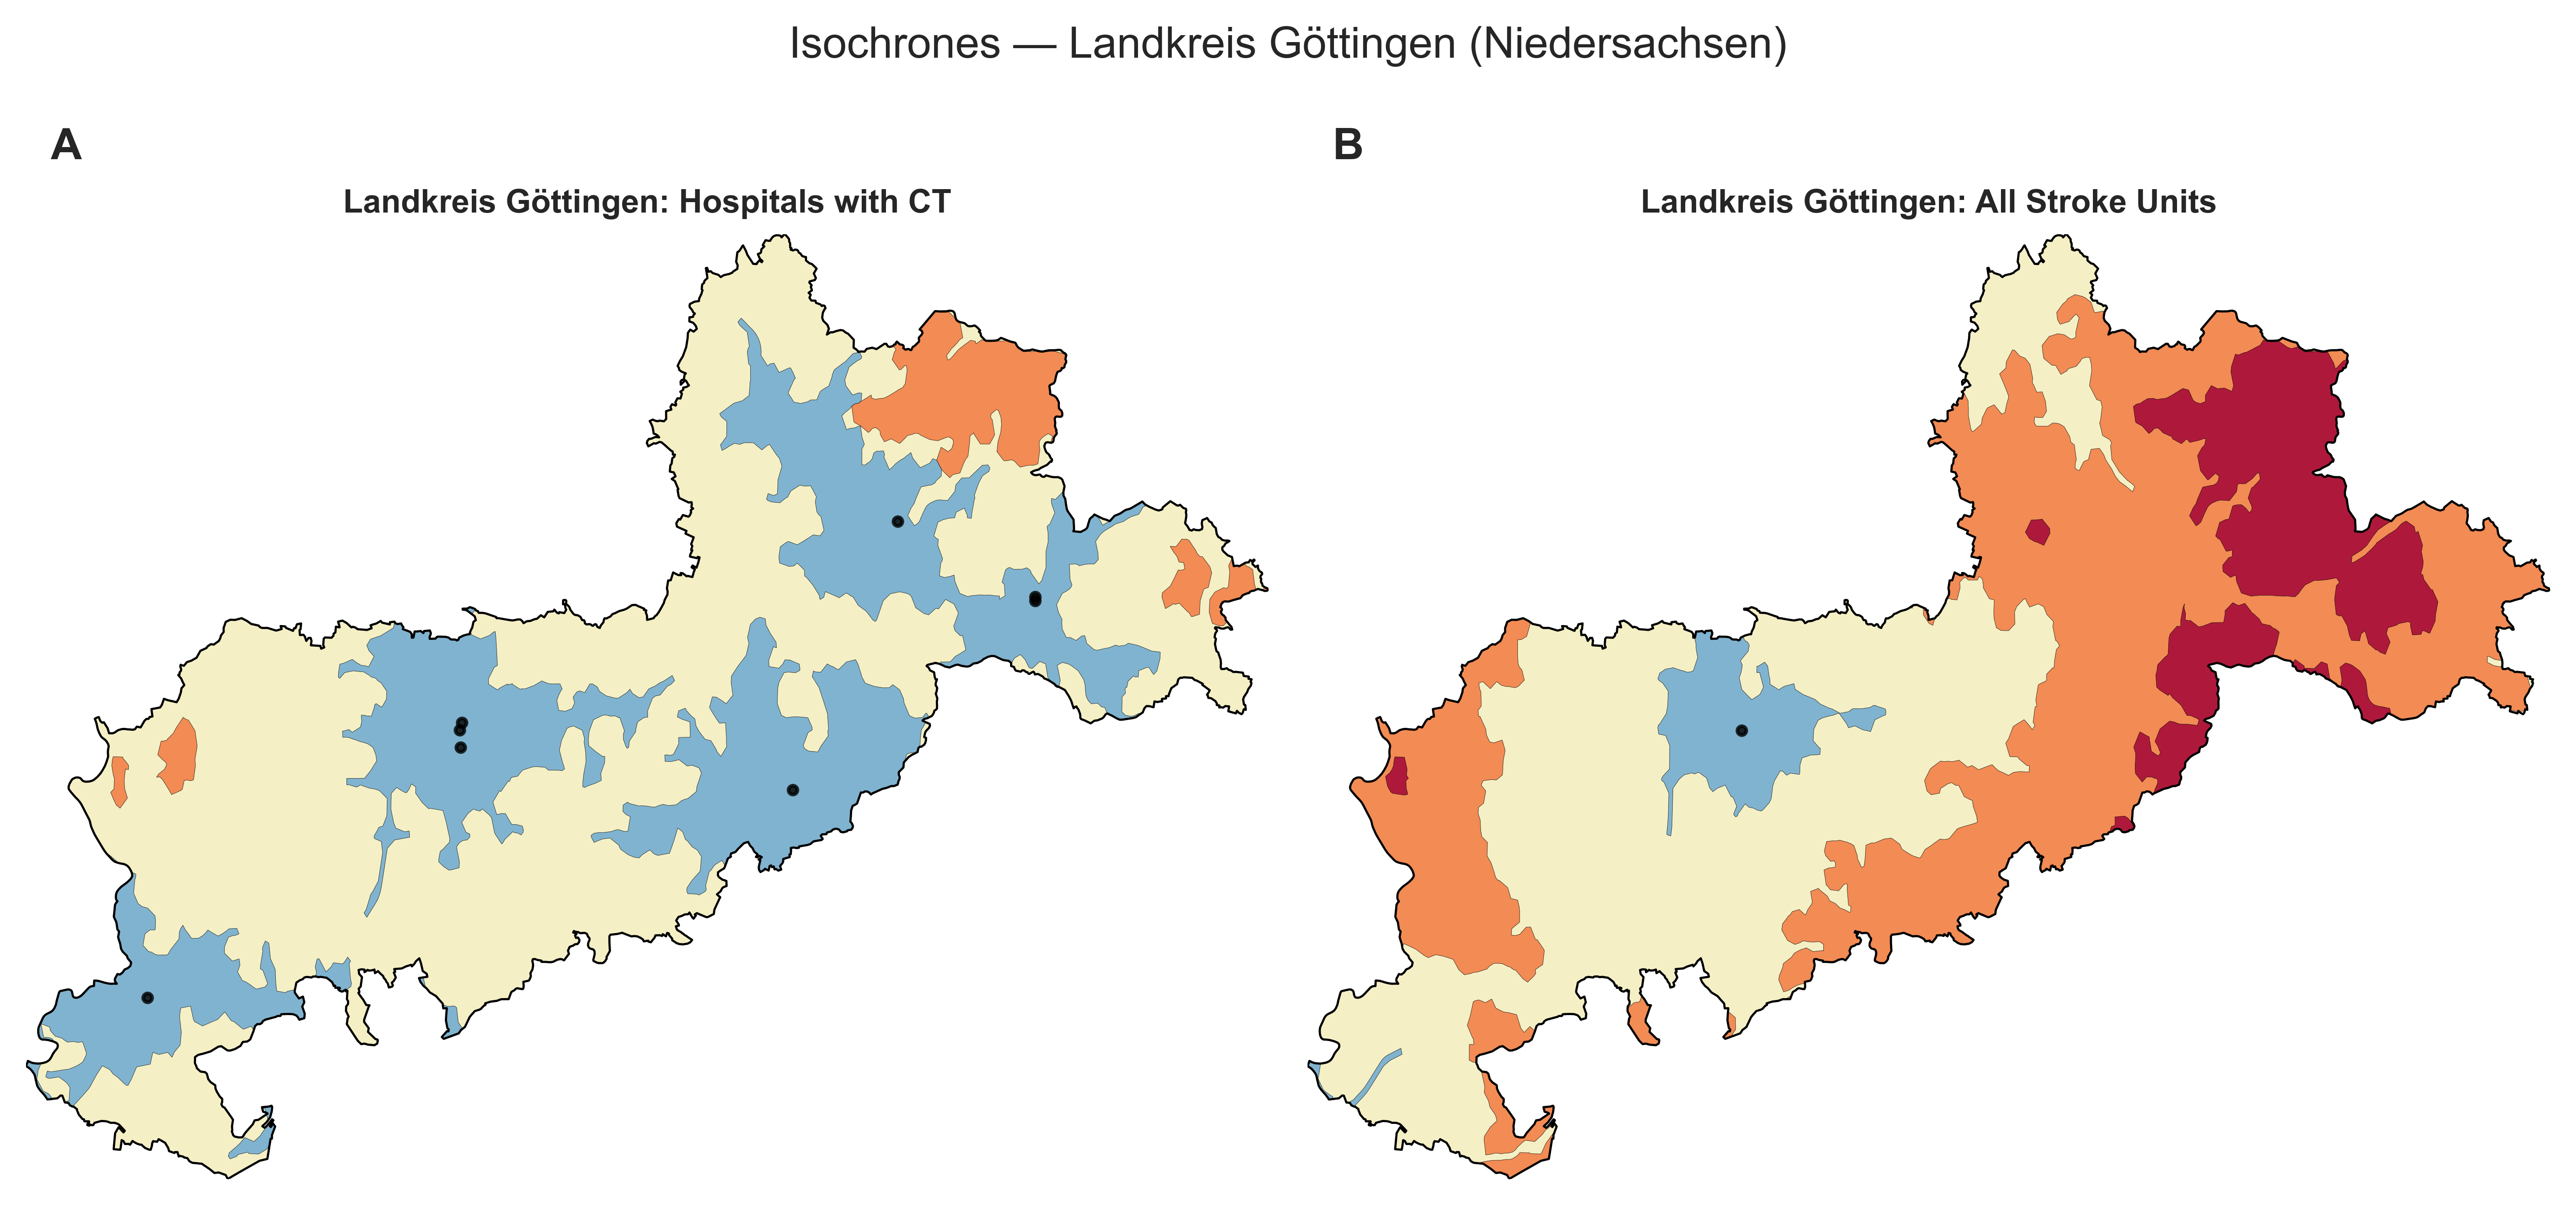 Isochrones — Landkreis Göttingen (Niedersachsen)
A
B
Landkreis Göttingen: Hospitals with CT
Landkreis Göttingen: All Stroke Units